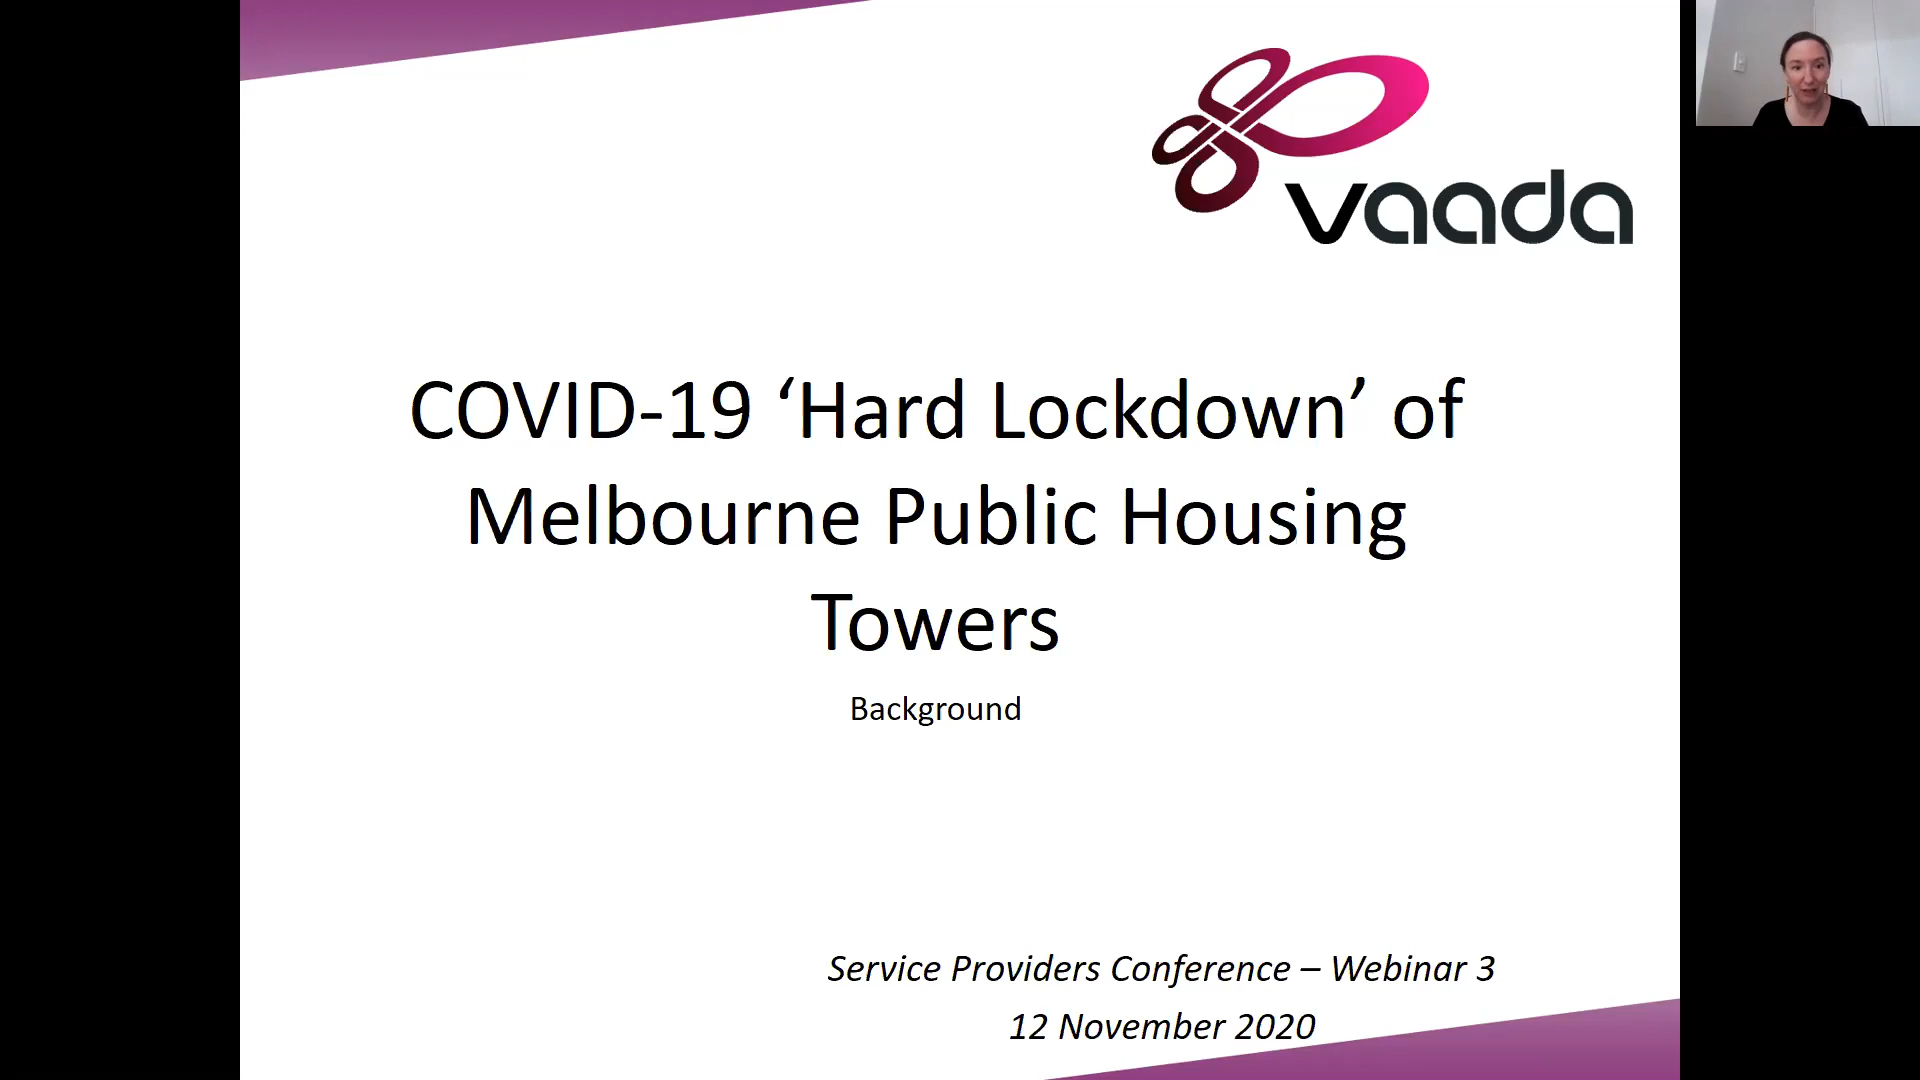 vaada
COVID-19 ‘Hard Lockdown’ of
Melbourne Public Housing
Towers
Background
Service Providers Conference – Webinar 3
12 November 2020